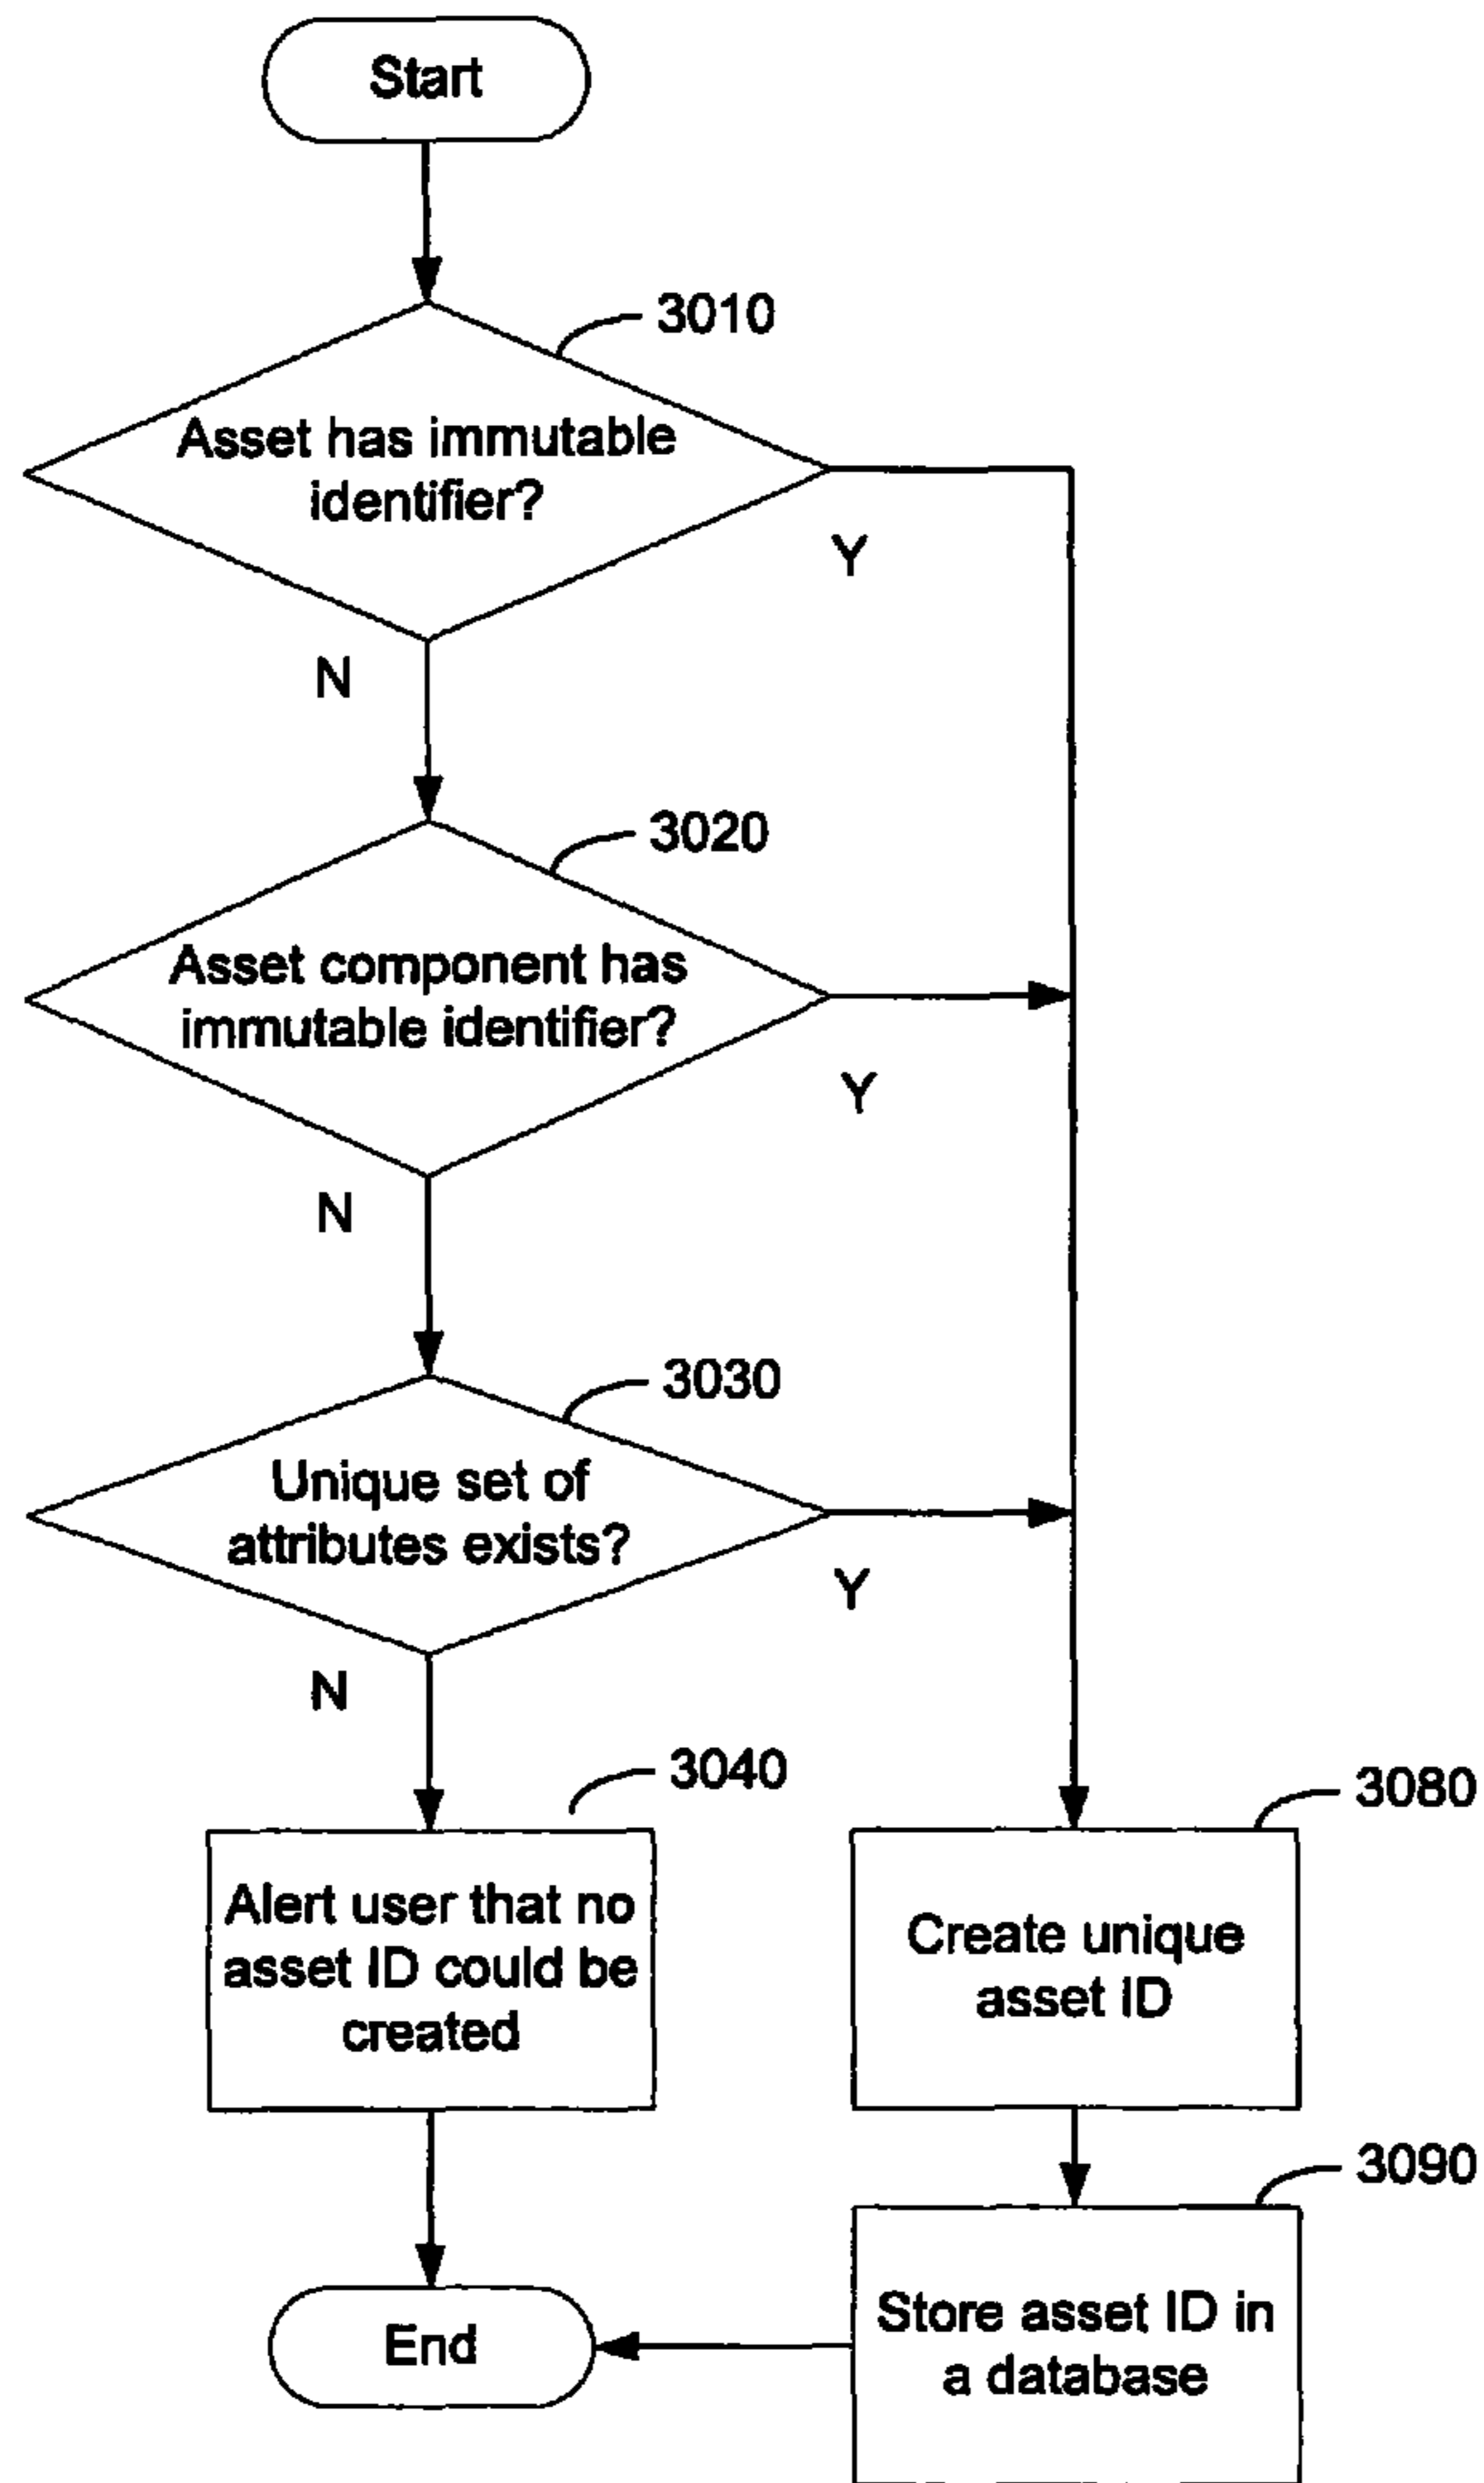 Start
3010
Asset has immutable
identifier?
Y
N
3020
Asset component has
immutable identifier?
Y
N
3030
Unique set of
attributes exists?
Y
N
3040
Alert user that no
asset ID could be
created
3080
Create unique
asset ID
3090
Store asset ID in
a database
End